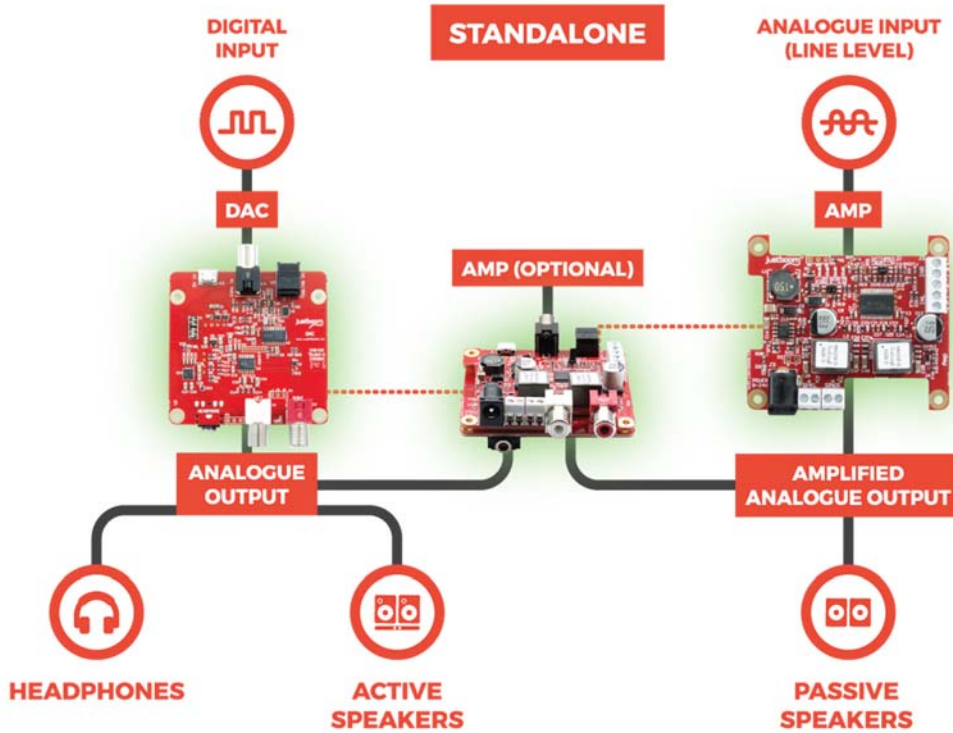 STANDALONE
DIGITAL
INPUT
ANALOGUE INPUT
(LINE LEVEL)
DAC
AMP
AMP (OPTIONAL)
justboom
ANALOGUE
OUTPUT
AMPLIFIED
ANALOGUE OUTPUT
HEADPHONES
ACTIVE
SPEAKERS
PASSIVE
SPEAKERS